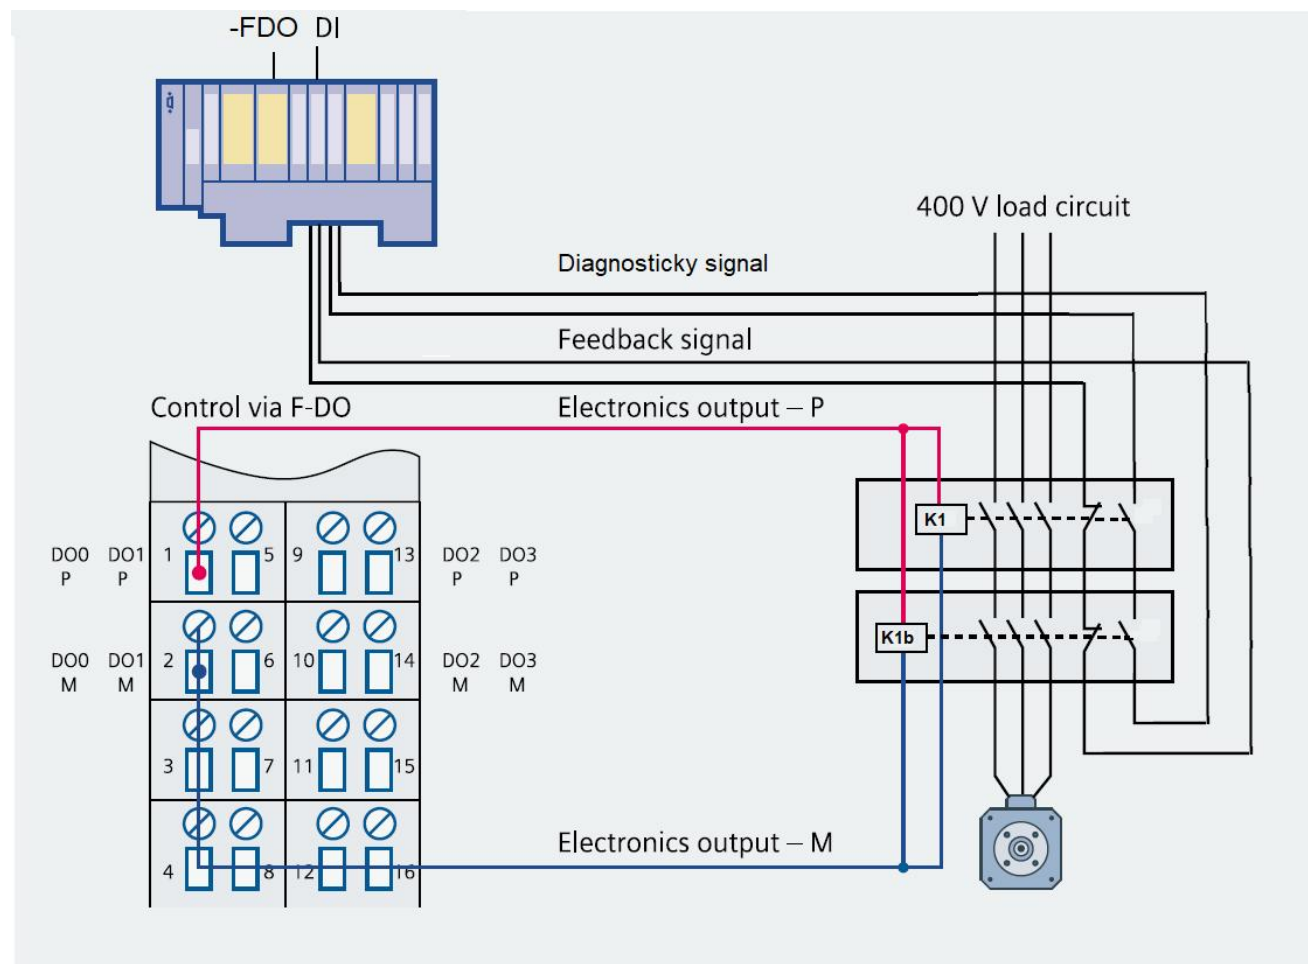 -FDO DI
400 V load circuit
Diagnosticky signal
Feedback signal
Control via F-DO
Electronics output – P
K1
1 5 9 13
DO0 DO1
P P
DO2 DO3
P P
K1b
2 6 10 14
DO0 DO1
M M
DO2 DO3
M M
3 7 11 15
Electronics output – M
4 8 12 16